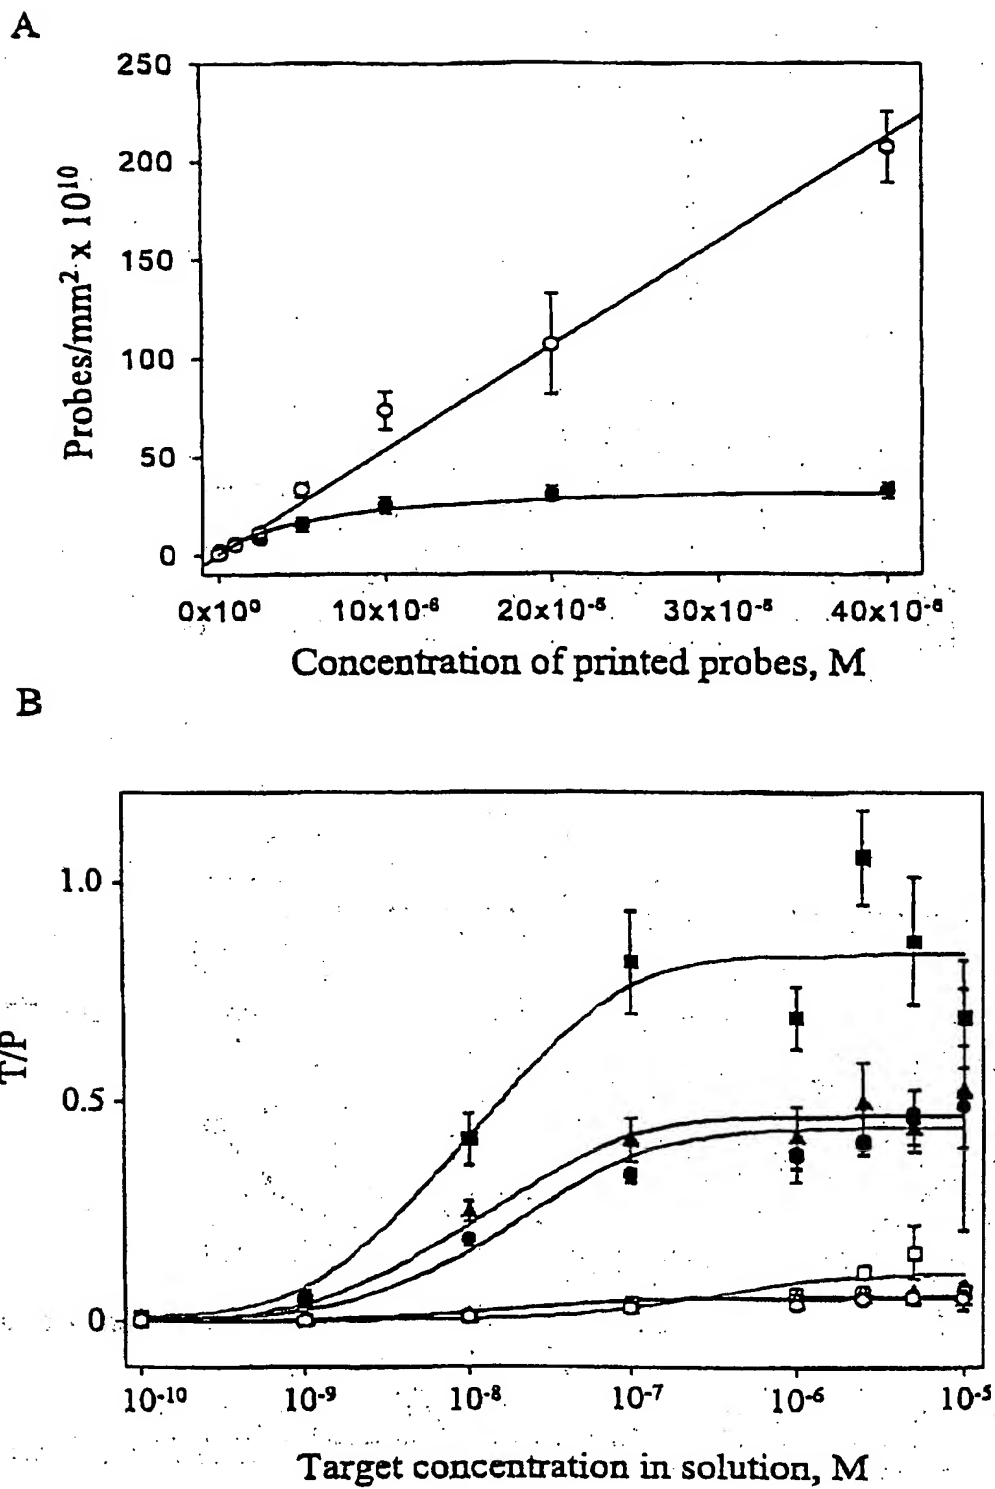 A
250
200
150
100
50
0
Probes/mm² x 10¹⁰
0x10⁰ 10x10⁻⁶ 20x10⁻⁶ 30x10⁻⁶ 40x10⁻⁶
Concentration of printed probes, M
B
1.0
0.5
0
T/P
10⁻¹⁰ 10⁻⁹ 10⁻⁸ 10⁻⁷ 10⁻⁶ 10⁻⁵
Target concentration in solution, M